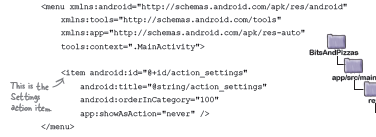 <menu xmlns:android="http://schemas.android.com/apk/res/android"
xmlns:tools="http://schemas.android.com/tools"
xmlns:app="http://schemas.android.com/apk/res-auto"
tools:context=".MainActivity">
BitsAndPizzas
<item android:id="@+id/action_settings"
app/src/main
This is the
Settings
action item.
android:title="@string/action_settings"
android:orderInCategory="100"
re
app:showAsAction="never" />
</menu>